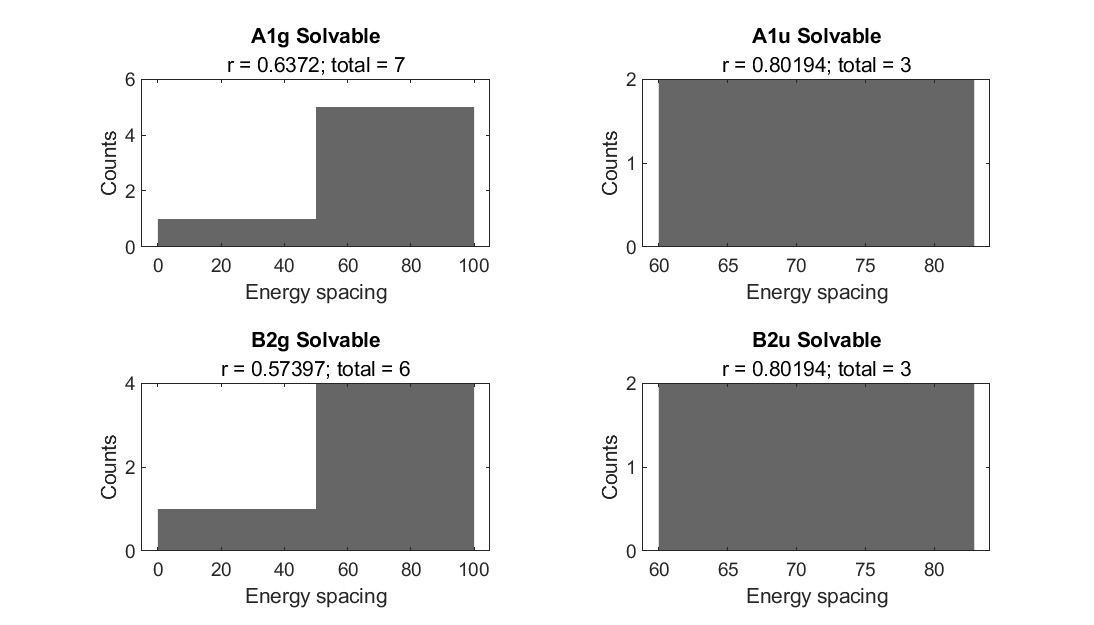 A1g Solvable
r = 0.6372; total = 7
6
4
2
0
Counts
0 20 40 60 80 100
Energy spacing
A1u Solvable
r = 0.80194; total = 3
2
1
0
Counts
60 65 70 75 80
Energy spacing
B2g Solvable
r = 0.57397; total = 6
4
2
0
Counts
0 20 40 60 80 100
Energy spacing
B2u Solvable
r = 0.80194; total = 3
2
1
0
Counts
60 65 70 75 80
Energy spacing